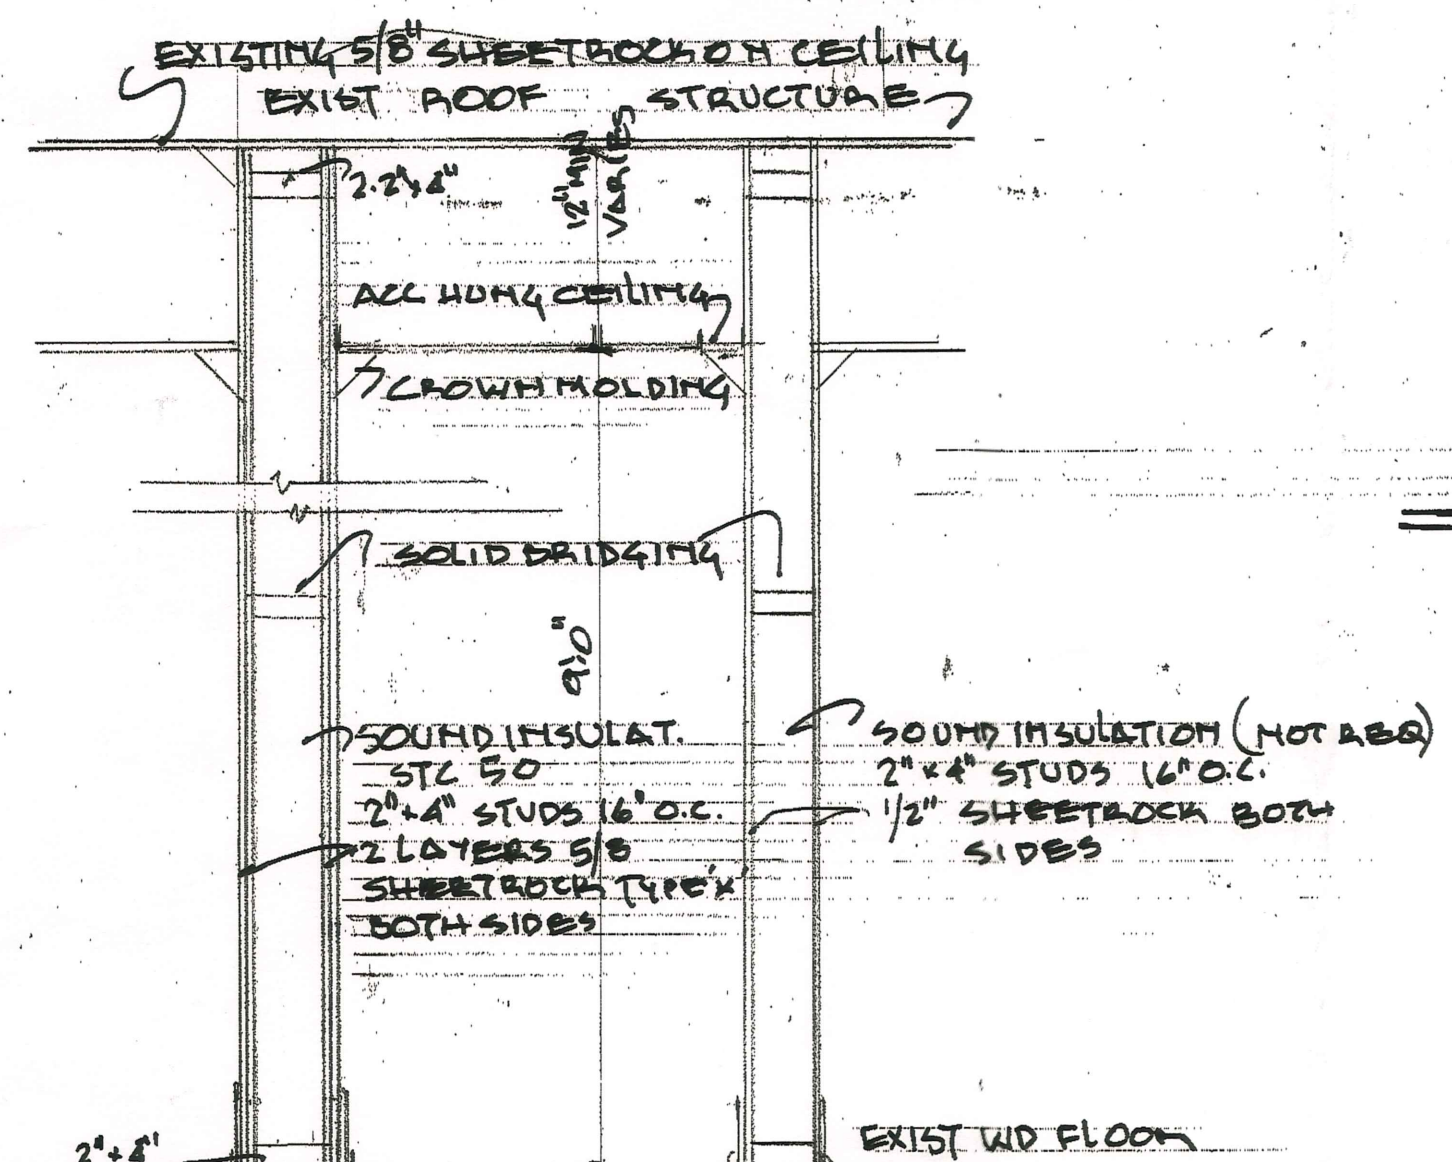 EXISTING 5/8" SHEETROCK ON CEILING
EXIST ROOF STRUCTURE
2-2"x4"
12" MIN
VARIES
ACC HUNG CEILING
CROWN MOLDING
SOLID BRIDGING
9'-0"
SOUND INSULAT.
STC 50
2"x4" STUDS 16" O.C.
2 LAYERS 5/8
SHEETROCK TYPE 'X'
BOTH SIDES
SOUND INSULATION (NOT REQ)
2"x4" STUDS 16" O.C.
1/2" SHEETROCK BOTH
SIDES
2"x4"
EXIST WD FLOOR